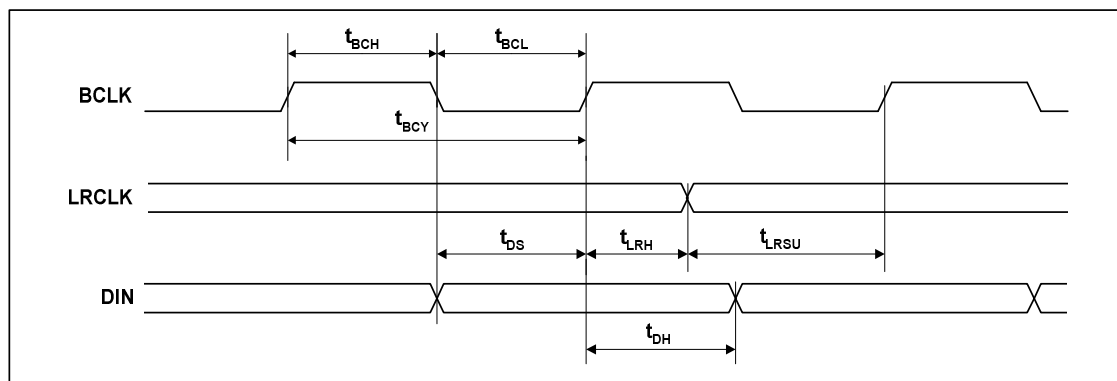 tBCH
tBCL
BCLK
tBCY
LRCLK
tDS
tLRH
tLRSU
DIN
tDH